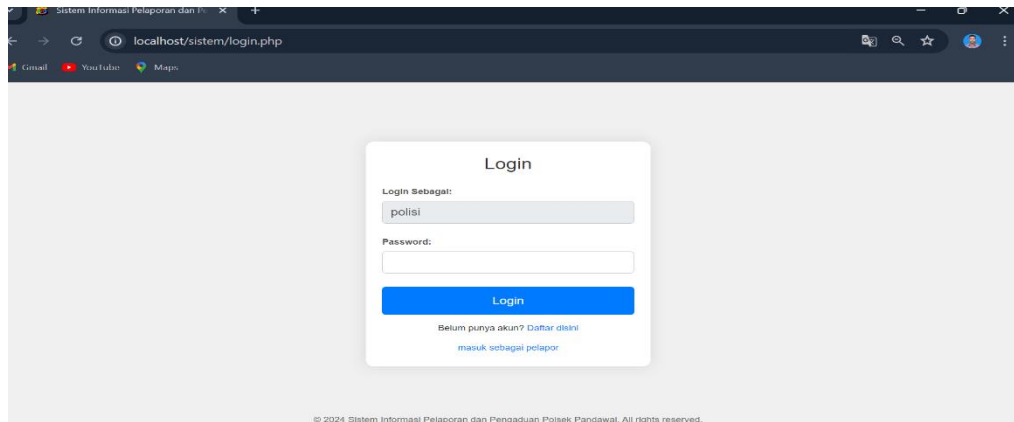 Sistem Informasi Pelaporan dan
localhost/sistem/login.php
Gmail YouTube Maps
Login
Login Sebagai:
polisi
Password:
Login
Belum punya akun? Daftar disini
masuk sebagai pelapor
© 2024 Sistem Informasi Pelaporan dan Pengaduan Polsek Pandawai. All rights reserved.